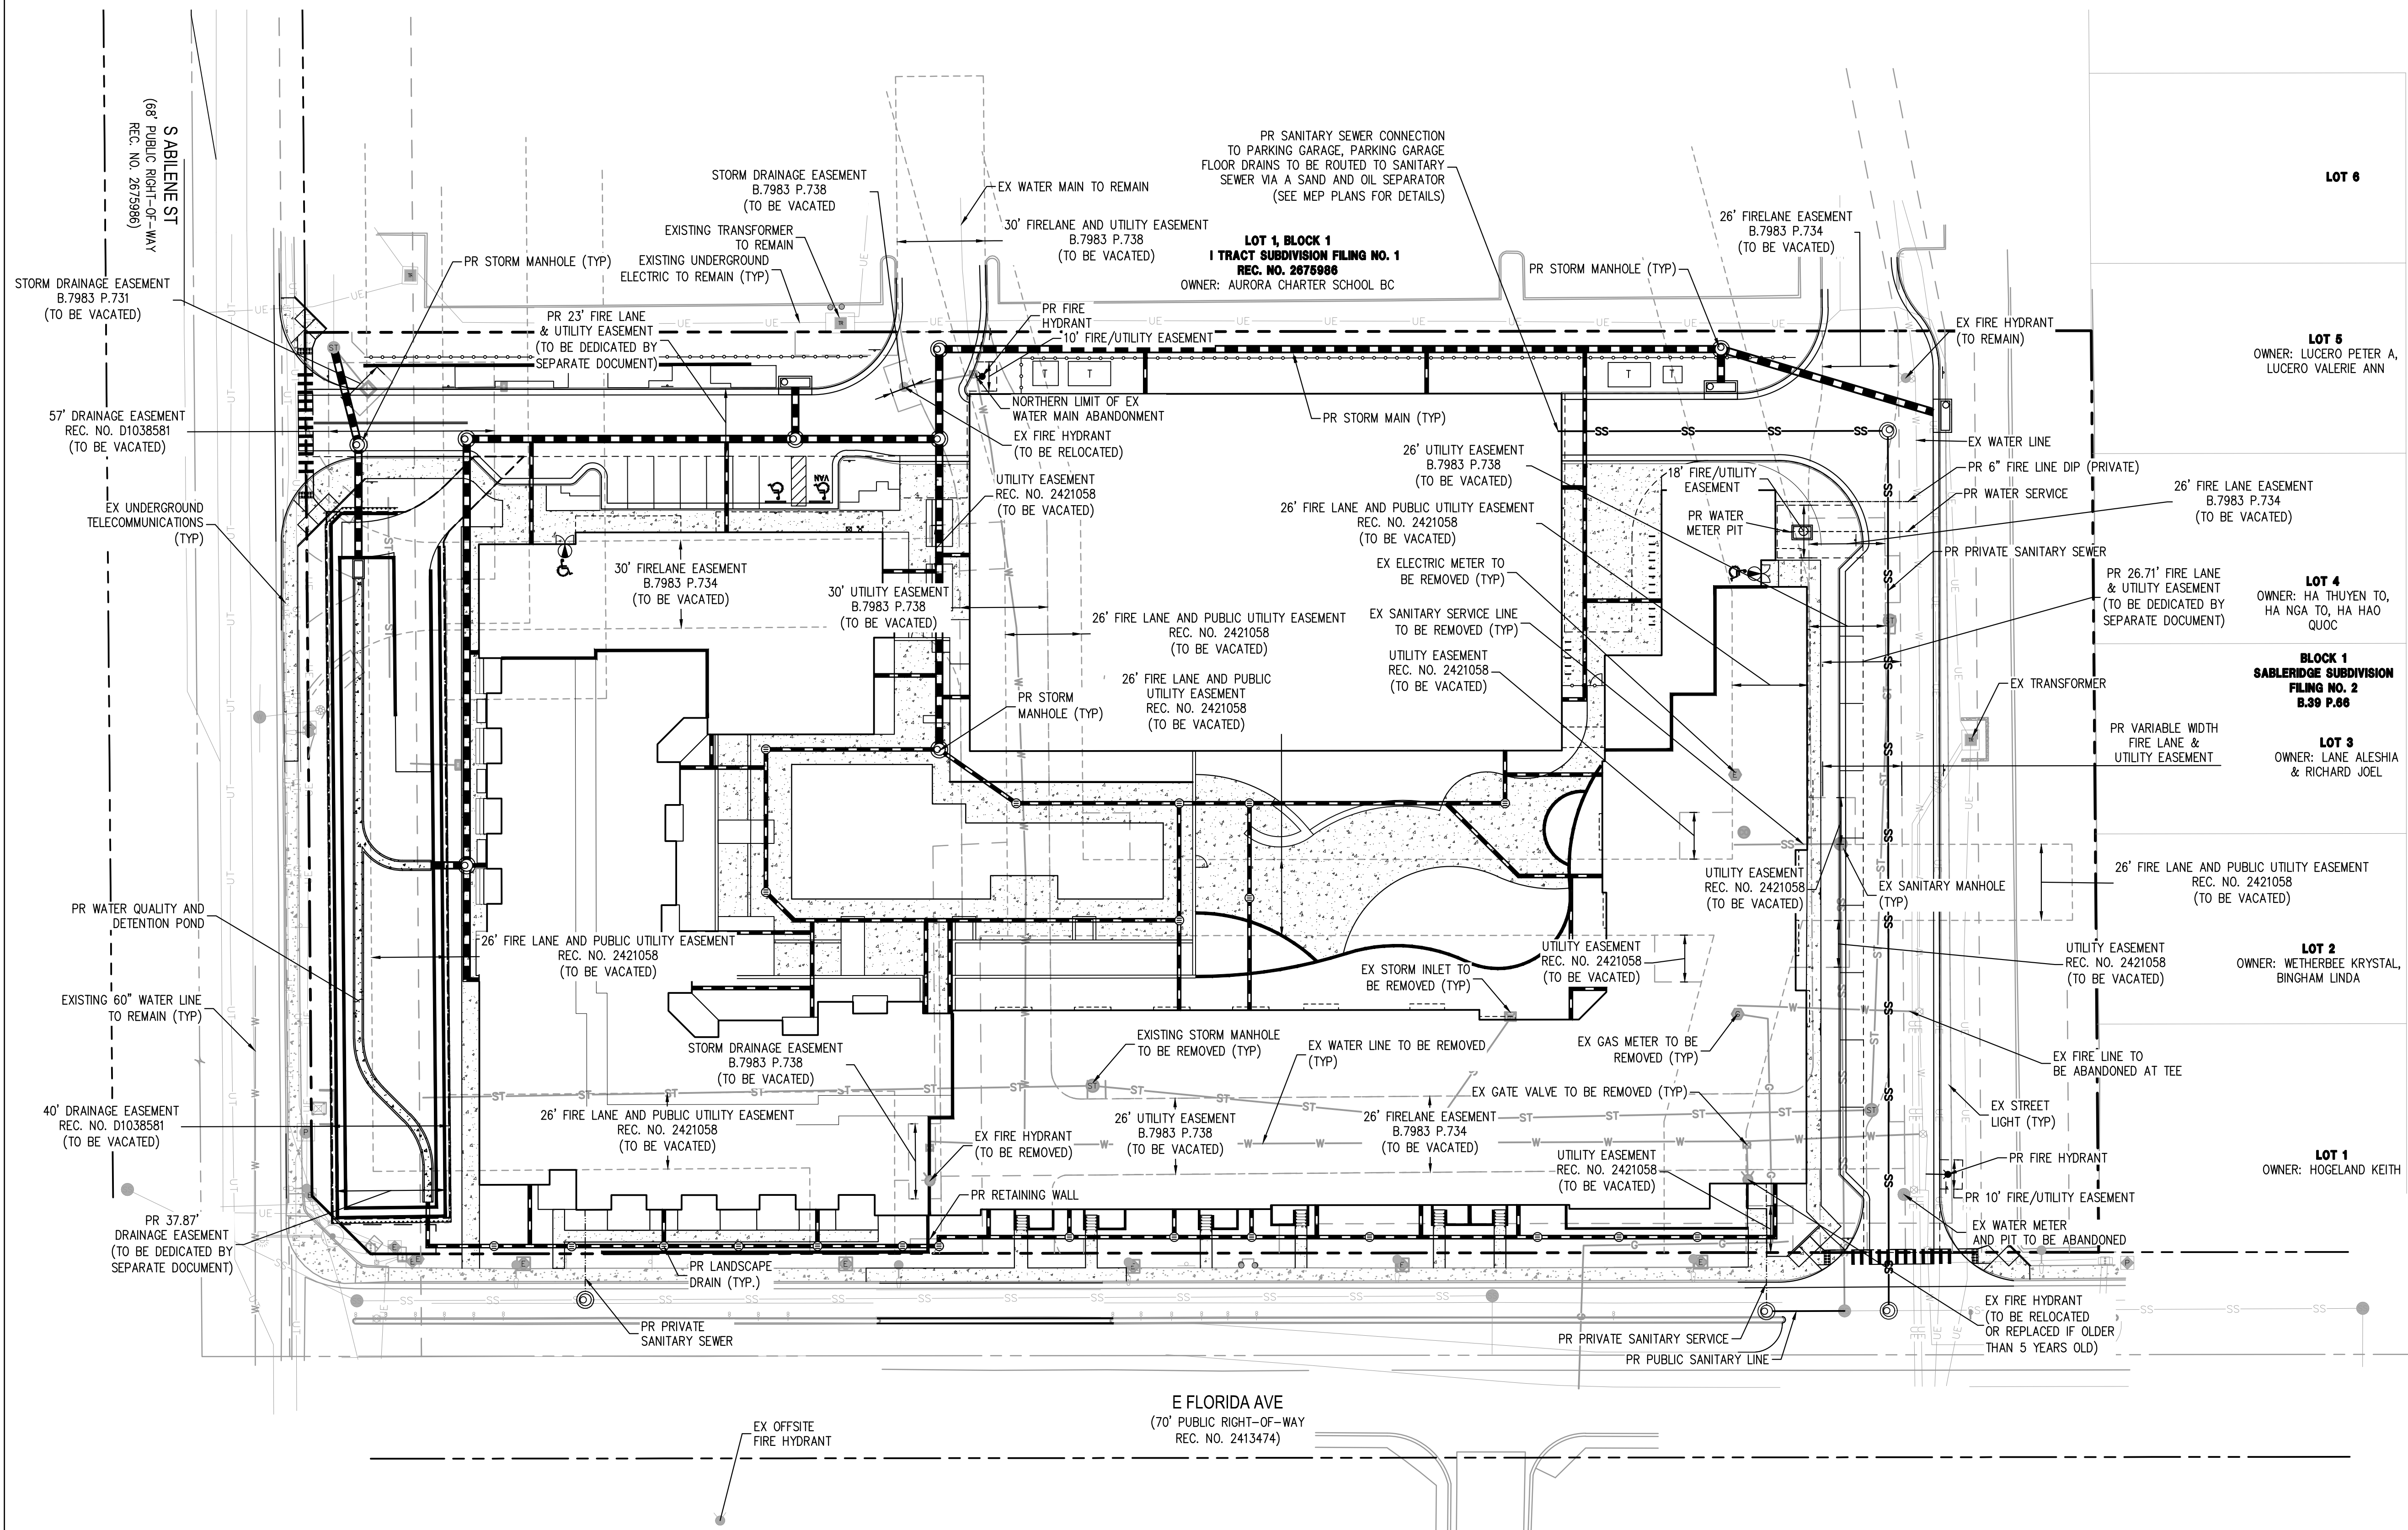 S ABILENE ST
(68' PUBLIC RIGHT-OF-WAY
REC. NO. 2675986)
STORM DRAINAGE EASEMENT
B.7983 P.731
(TO BE VACATED)
PR STORM MANHOLE (TYP)
STORM DRAINAGE EASEMENT
B.7983 P.738
(TO BE VACATED
EXISTING TRANSFORMER
TO REMAIN
EXISTING UNDERGROUND
ELECTRIC TO REMAIN (TYP)
PR 23' FIRE LANE
& UTILITY EASEMENT
(TO BE DEDICATED BY
SEPARATE DOCUMENT)
EX WATER MAIN TO REMAIN
30' FIRELANE AND UTILITY EASEMENT
B.7983 P.738
(TO BE VACATED)
PR SANITARY SEWER CONNECTION
TO PARKING GARAGE, PARKING GARAGE
FLOOR DRAINS TO BE ROUTED TO SANITARY
SEWER VIA A SAND AND OIL SEPARATOR
(SEE MEP PLANS FOR DETAILS)
LOT 1, BLOCK 1
I TRACT SUBDIVISION FILING NO. 1
REC. NO. 2675986
OWNER: AURORA CHARTER SCHOOL BC
PR STORM MANHOLE (TYP)
26' FIRELANE EASEMENT
B.7983 P.734
(TO BE VACATED)
LOT 6
LOT 5
OWNER: LUCERO PETER A,
LUCERO VALERIE ANN
EX FIRE HYDRANT
(TO REMAIN)
PR FIRE
HYDRANT
10' FIRE/UTILITY EASEMENT
NORTHERN LIMIT OF EX
WATER MAIN ABANDONMENT
EX FIRE HYDRANT
(TO BE RELOCATED)
T
T
T
T
PR STORM MAIN (TYP)
57' DRAINAGE EASEMENT
REC. NO. D1038581
(TO BE VACATED)
EX UNDERGROUND
TELECOMMUNICATIONS
(TYP)
VAN
UTILITY EASEMENT
REC. NO. 2421058
(TO BE VACATED)
26' UTILITY EASEMENT
B.7983 P.738
(TO BE VACATED)
26' FIRE LANE AND PUBLIC UTILITY EASEMENT
REC. NO. 2421058
(TO BE VACATED)
18' FIRE/UTILITY
EASEMENT
PR WATER
METER PIT
EX WATER LINE
PR 6" FIRE LINE DIP (PRIVATE)
PR WATER SERVICE
26' FIRE LANE EASEMENT
B.7983 P.734
(TO BE VACATED)
PR PRIVATE SANITARY SEWER
PR 26.71' FIRE LANE
& UTILITY EASEMENT
(TO BE DEDICATED BY
SEPARATE DOCUMENT)
LOT 4
OWNER: HA THUYEN TO,
HA NGA TO, HA HAO
QUOC
30' FIRELANE EASEMENT
B.7983 P.734
(TO BE VACATED)
30' UTILITY EASEMENT
B.7983 P.738
(TO BE VACATED)
26' FIRE LANE AND PUBLIC UTILITY EASEMENT
REC. NO. 2421058
(TO BE VACATED)
26' FIRE LANE AND PUBLIC
UTILITY EASEMENT
REC. NO. 2421058
(TO BE VACATED)
EX ELECTRIC METER TO
BE REMOVED (TYP)
EX SANITARY SERVICE LINE
TO BE REMOVED (TYP)
UTILITY EASEMENT
REC. NO. 2421058
(TO BE VACATED)
BLOCK 1
SABLERIDGE SUBDIVISION
FILING NO. 2
B.39 P.66
EX TRANSFORMER
PR STORM
MANHOLE (TYP)
PR VARIABLE WIDTH
FIRE LANE &
UTILITY EASEMENT
LOT 3
OWNER: LANE ALESHIA
& RICHARD JOEL
UTILITY EASEMENT
REC. NO. 2421058
(TO BE VACATED)
EX SANITARY MANHOLE
(TYP)
26' FIRE LANE AND PUBLIC UTILITY EASEMENT
REC. NO. 2421058
(TO BE VACATED)
PR WATER QUALITY AND
DETENTION POND
26' FIRE LANE AND PUBLIC UTILITY EASEMENT
REC. NO. 2421058
(TO BE VACATED)
EX STORM INLET TO
BE REMOVED (TYP)
UTILITY EASEMENT
REC. NO. 2421058
(TO BE VACATED)
UTILITY EASEMENT
REC. NO. 2421058
(TO BE VACATED)
LOT 2
OWNER: WETHERBEE KRYSTAL,
BINGHAM LINDA
EXISTING 60" WATER LINE
TO REMAIN (TYP)
STORM DRAINAGE EASEMENT
B.7983 P.738
(TO BE VACATED)
EXISTING STORM MANHOLE
TO BE REMOVED (TYP)
EX WATER LINE TO BE REMOVED
(TYP)
EX GAS METER TO BE
REMOVED (TYP)
EX FIRE LINE TO
BE ABANDONED AT TEE
40' DRAINAGE EASEMENT
REC. NO. D1038581
(TO BE VACATED)
26' FIRE LANE AND PUBLIC UTILITY EASEMENT
REC. NO. 2421058
(TO BE VACATED)
EX FIRE HYDRANT
(TO BE REMOVED)
26' UTILITY EASEMENT
B.7983 P.738
(TO BE VACATED)
26' FIRELANE EASEMENT
B.7983 P.734
(TO BE VACATED)
EX GATE VALVE TO BE REMOVED (TYP)
EX STREET
LIGHT (TYP)
UTILITY EASEMENT
REC. NO. 2421058
(TO BE VACATED)
PR FIRE HYDRANT
PR 10' FIRE/UTILITY EASEMENT
LOT 1
OWNER: HOGELAND KEITH
PR RETAINING WALL
EX WATER METER
AND PIT TO BE ABANDONED
PR 37.87'
DRAINAGE EASEMENT
(TO BE DEDICATED BY
SEPARATE DOCUMENT)
PR LANDSCAPE
DRAIN (TYP.)
PR PRIVATE
SANITARY SEWER
PR PRIVATE SANITARY SERVICE
PR PUBLIC SANITARY LINE
EX FIRE HYDRANT
(TO BE RELOCATED
OR REPLACED IF OLDER
THAN 5 YEARS OLD)
E FLORIDA AVE
(70' PUBLIC RIGHT-OF-WAY
REC. NO. 2413474)
EX OFFSITE
FIRE HYDRANT